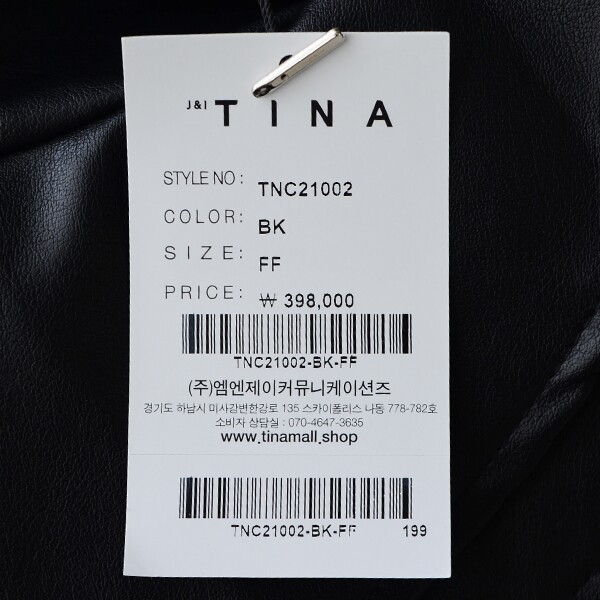 J&I TINA
STYLE NO: TNC21002
COLOR: BK
SIZE: FF
PRICE: ₩ 398,000
TNC21002-BK-FF
(주)엠엔제이커뮤니케이션즈
경기도 하남시 미사강변한강로 135 스카이폴리스 나동 778-782호
소비자 상담실 : 070-4647-3635
www.tinamall.shop
TNC21002-BK-FF 199